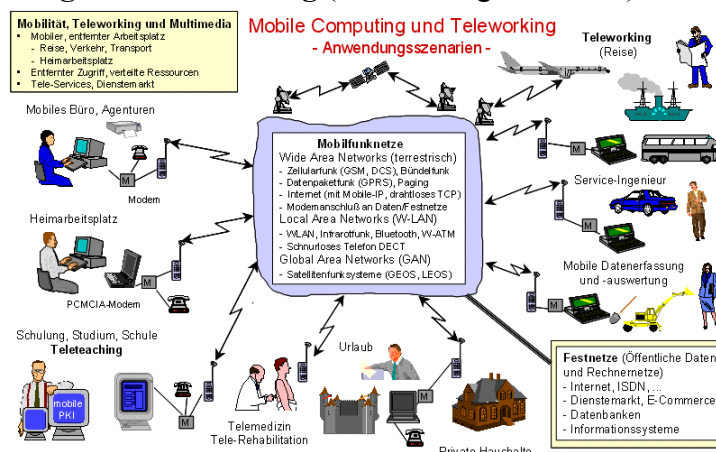 Mobilität, Teleworking und Multimedia
• Mobiler, entfernter Arbeitsplatz
- Reise, Verkehr, Transport
- Heimarbeitsplatz
• Entfernter Zugriff, verteilte Ressourcen
• Tele-Services, Dienstemarkt
Mobile Computing und Teleworking
- Anwendungsszenarien -
Teleworking
(Reise)
Mobiles Büro, Agenturen
M
Modem
Heimarbeitsplatz
M
PCMCIA-Modem
Schulung, Studium, Schule
Teleteaching
mobile
PKI
M
Mobilfunknetze
Wide Area Networks (terrestrisch)
- Zellularfunk (GSM, DCS), Bündelfunk
- Datenpaketfunk (GPRS), Paging
- Internet (mit Mobile-IP, drahtloses TCP)
- Modemanschluß an Daten/Festnetze
Local Area Networks (W-LAN)
- WLAN, Infrarotfunk, Bluetooth, W-ATM
- Schnurloses Telefon DECT
Global Area Networks (GAN)
- Satellitenfunksysteme (GEOS, LEOS)
M
Service-Ingenieur
M
Mobile Datenerfassung
und -auswertung
M
Telemedizin
Tele-Rehabilitation
Urlaub
M
Private Haushalte
Festnetze (Öffentliche Daten
und Rechnernetze)
- Internet, ISDN, ...
- Dienstemarkt, E-Commerce
- Datenbanken
- Informationssysteme